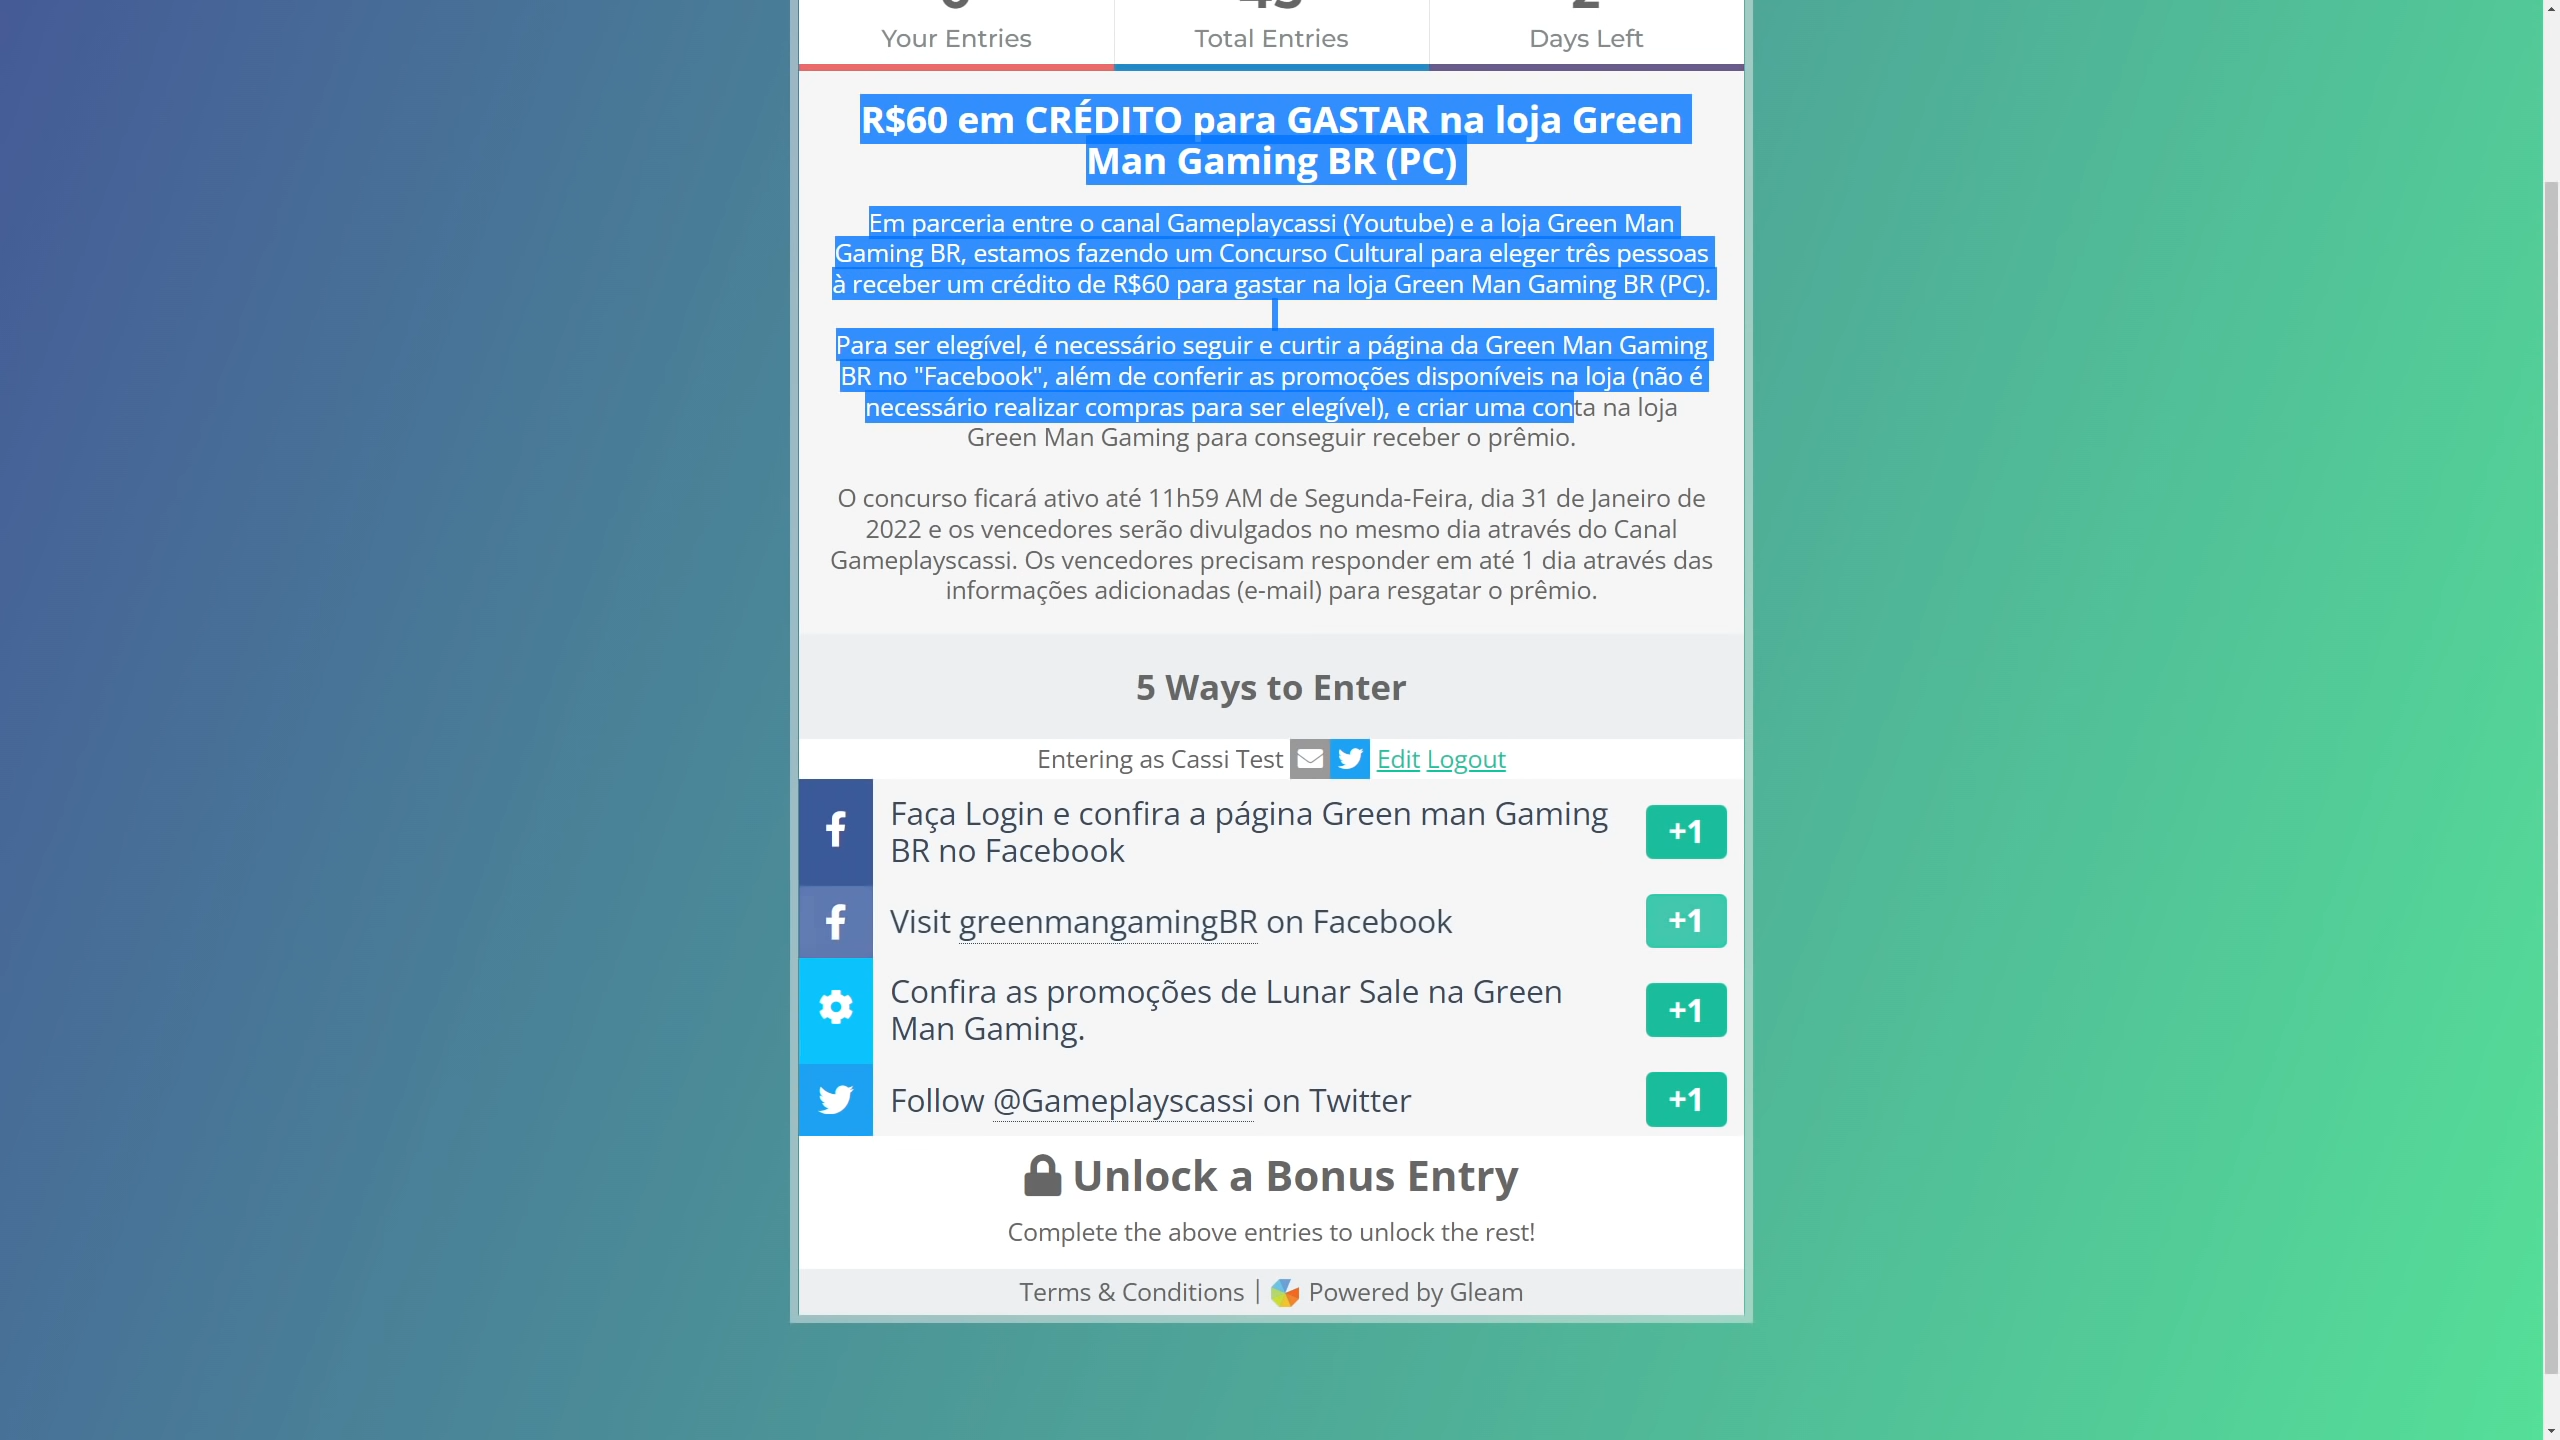 Your Entries
Total Entries
Days Left
R$60 em CRÉDITO para GASTAR na loja Green
Man Gaming BR (PC)
Em parceria entre o canal Gameplaycassi (Youtube) e a loja Green Man
Gaming BR, estamos fazendo um Concurso Cultural para eleger três pessoas
à receber um crédito de R$60 para gastar na loja Green Man Gaming BR (PC).
Para ser elegível, é necessário seguir e curtir a página da Green Man Gaming
BR no "Facebook", além de conferir as promoções disponíveis na loja (não é
necessário realizar compras para ser elegível), e criar uma conta na loja
Green Man Gaming para conseguir receber o prêmio.
O concurso ficará ativo até 11h59 AM de Segunda-Feira, dia 31 de Janeiro de
2022 e os vencedores serão divulgados no mesmo dia através do Canal
Gameplayscassi. Os vencedores precisam responder em até 1 dia através das
informações adicionadas (e-mail) para resgatar o prêmio.
5 Ways to Enter
Entering as Cassi Test Edit Logout
Faça Login e confira a página Green man Gaming
BR no Facebook
+1
Visit greenmangamingBR on Facebook
+1
Confira as promoções de Lunar Sale na Green
Man Gaming.
+1
Follow @Gameplayscassi on Twitter
+1
Unlock a Bonus Entry
Complete the above entries to unlock the rest!
Terms & Conditions | Powered by Gleam